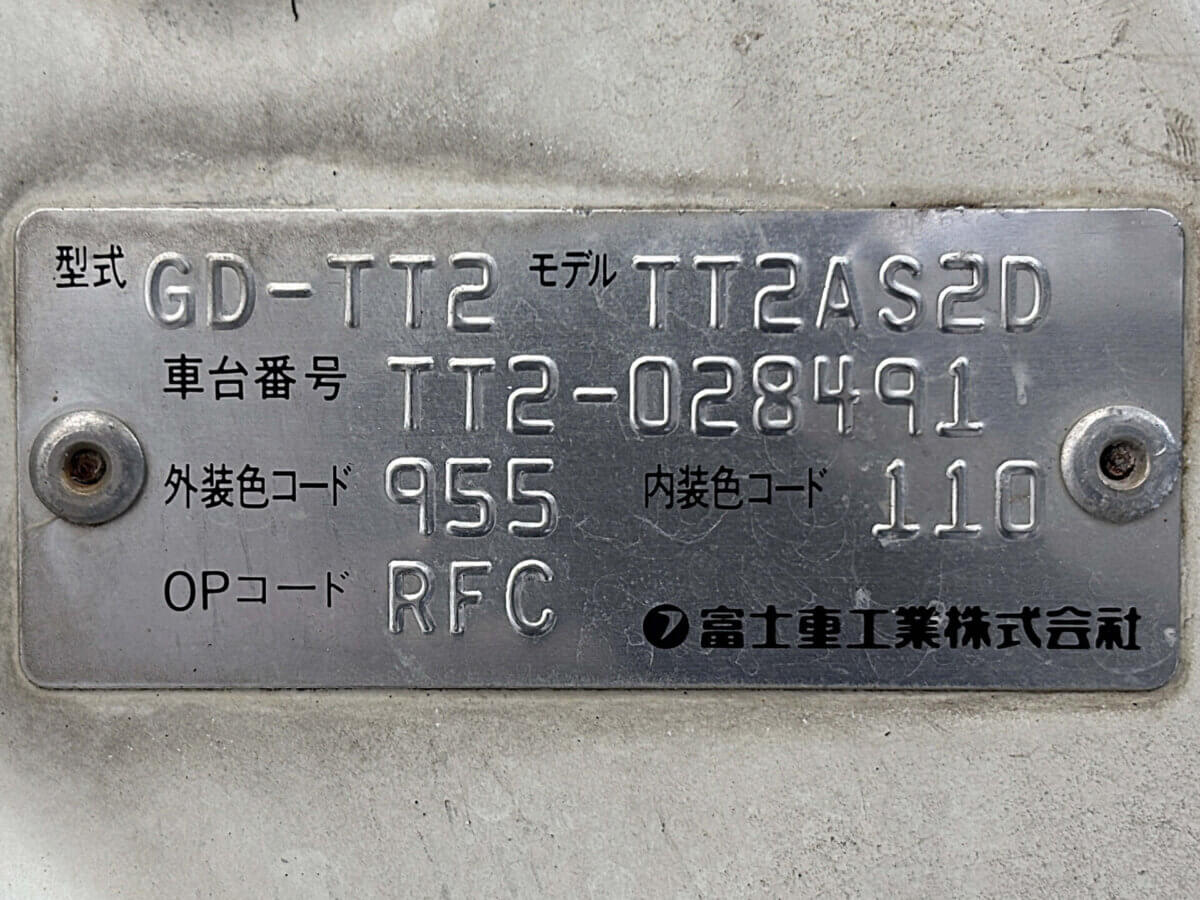 型式 GD-TT2 モデル TT2AS2D
車台番号 TT2-028491
外装色コード 955 内装色コード 110
OPコード RFC
富士重工業株式会社